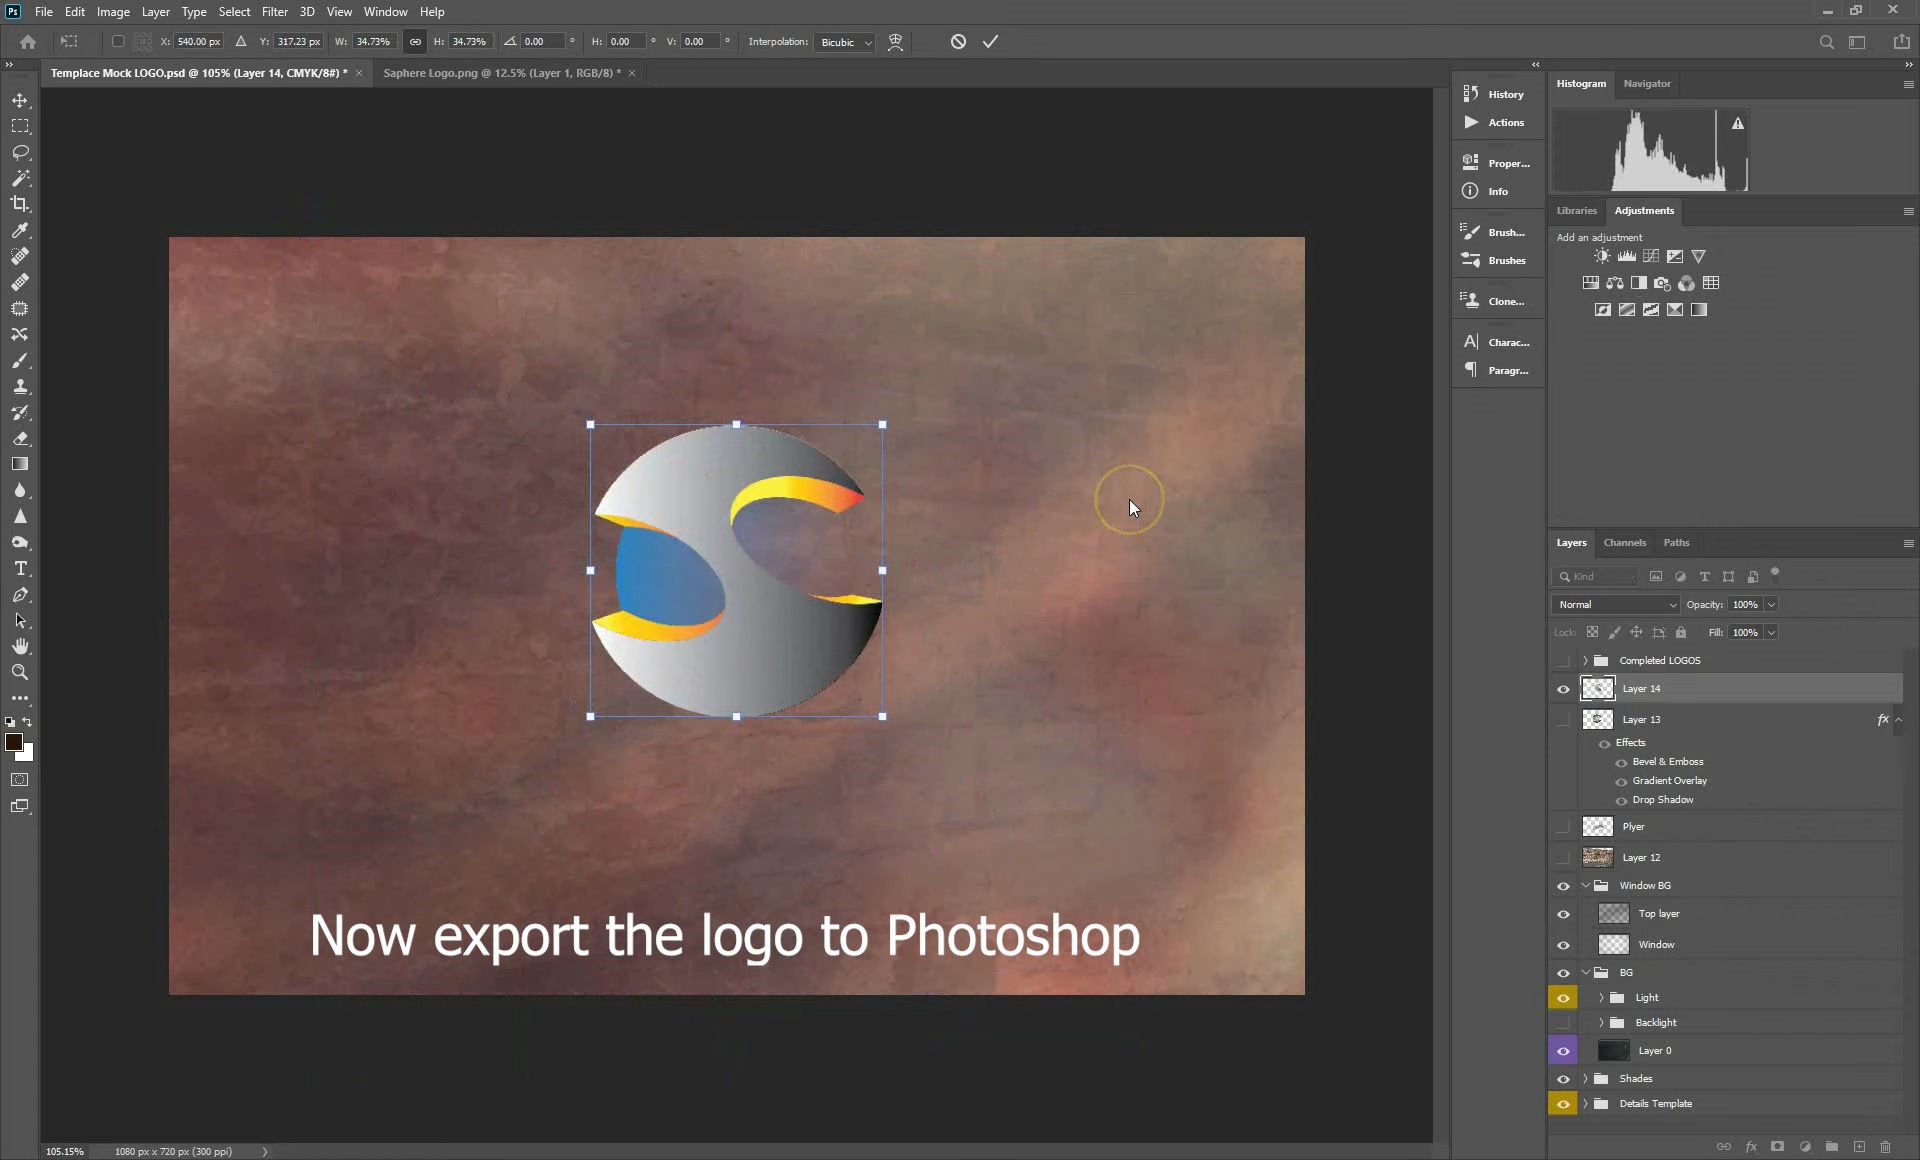 Ps File Edit Image Layer Type Select Filter 3D View Window Help
X: 540.00 px Y: 317.23 px W: 34.73% H: 34.73% 0.00 ° H: 0.00 ° V: 0.00 ° Interpolation: Bicubic
Templace Mock LOGO.psd @ 105% (Layer 14, CMYK/8#) * × Saphere Logo.png @ 12.5% (Layer 1, RGB/8) * ×
History
Actions
Proper...
Info
Brush...
Brushes
Clone...
Charac...
Paragr...
Histogram Navigator
Libraries Adjustments
Add an adjustment
Layers Channels Paths
Kind
Normal Opacity: 100%
Lock: Fill: 100%
Completed LOGOS
Layer 14
Layer 13 fx
Effects
Bevel & Emboss
Gradient Overlay
Drop Shadow
Plyer
Layer 12
Window BG
Top layer
Window
BG
Light
Backlight
Layer 0
Shades
Details Template
fx
Now export the logo to Photoshop
105.15% 1080 px x 720 px (300 ppi)